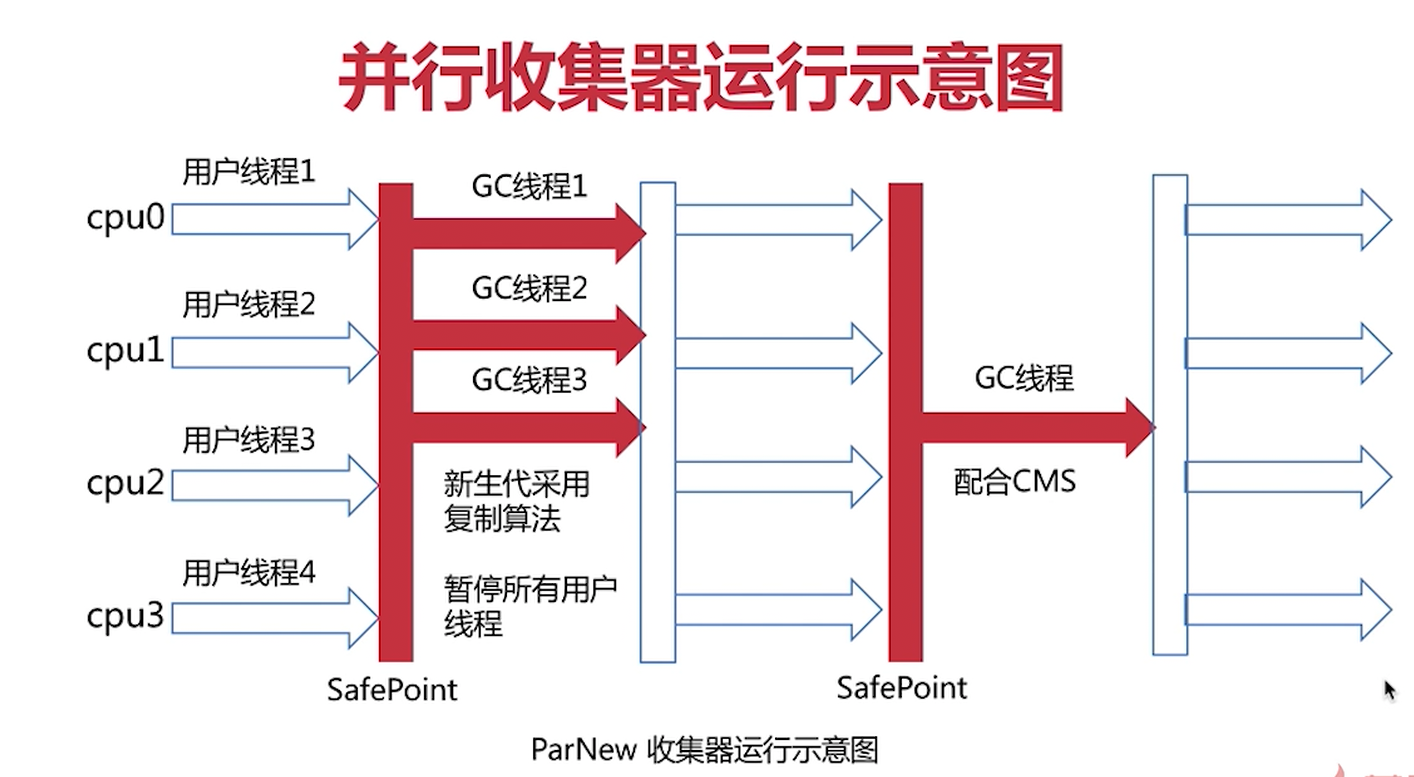 并行收集器运行示意图
用户线程1
GC线程1
cpu0
GC线程2
用户线程2
cpu1
GC线程3
GC线程
用户线程3
cpu2
新生代采用
复制算法
配合CMS
用户线程4
cpu3
暂停所有用户
线程
SafePoint
SafePoint
ParNew 收集器运行示意图